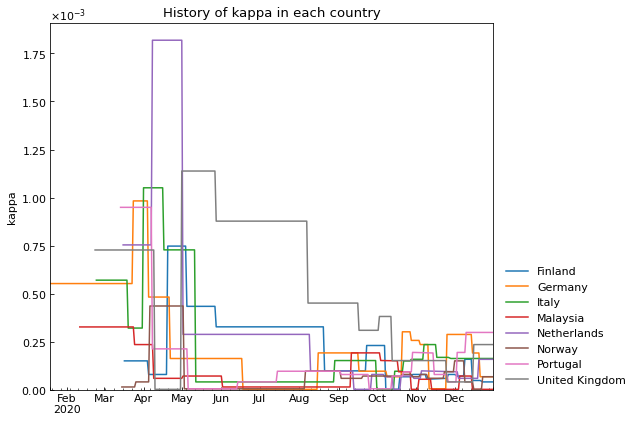 History of kappa in each country
×10⁻³
1.75
1.50
1.25
1.00
0.75
0.50
0.25
0.00
kappa
Feb Mar Apr May Jun Jul Aug Sep Oct Nov Dec
2020
Finland
Germany
Italy
Malaysia
Netherlands
Norway
Portugal
United Kingdom